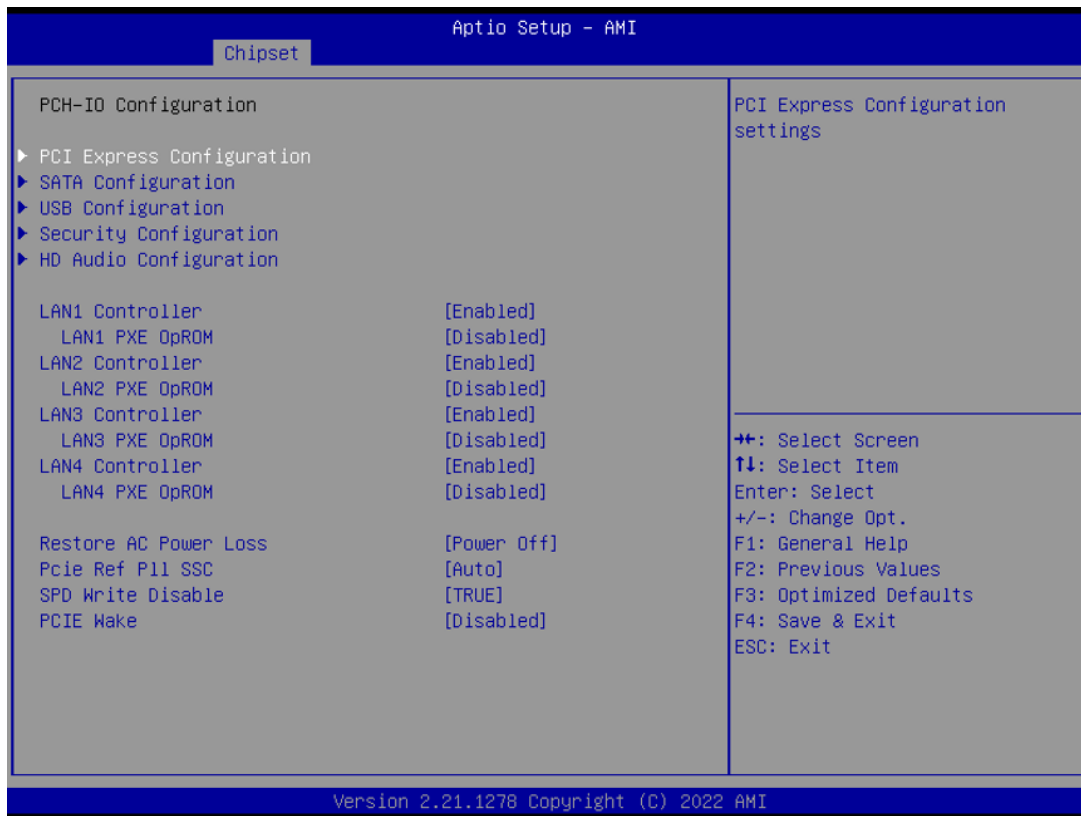 Aptio Setup – AMI
Chipset
PCH-IO Configuration
▶ PCI Express Configuration
▶ SATA Configuration
▶ USB Configuration
▶ Security Configuration
▶ HD Audio Configuration
LAN1 Controller [Enabled]
LAN1 PXE OpROM [Disabled]
LAN2 Controller [Enabled]
LAN2 PXE OpROM [Disabled]
LAN3 Controller [Enabled]
LAN3 PXE OpROM [Disabled]
LAN4 Controller [Enabled]
LAN4 PXE OpROM [Disabled]
Restore AC Power Loss [Power Off]
Pcie Ref Pll SSC [Auto]
SPD Write Disable [TRUE]
PCIE Wake [Disabled]
PCI Express Configuration
settings
→←: Select Screen
↑↓: Select Item
Enter: Select
+/-: Change Opt.
F1: General Help
F2: Previous Values
F3: Optimized Defaults
F4: Save & Exit
ESC: Exit
Version 2.21.1278 Copyright (C) 2022 AMI